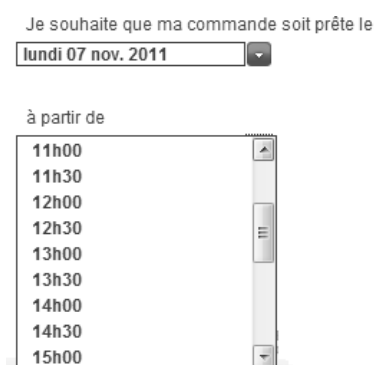 Je souhaite que ma commande soit prête le
lundi 07 nov. 2011
à partir de
11h00
11h30
12h00
12h30
13h00
13h30
14h00
14h30
15h00